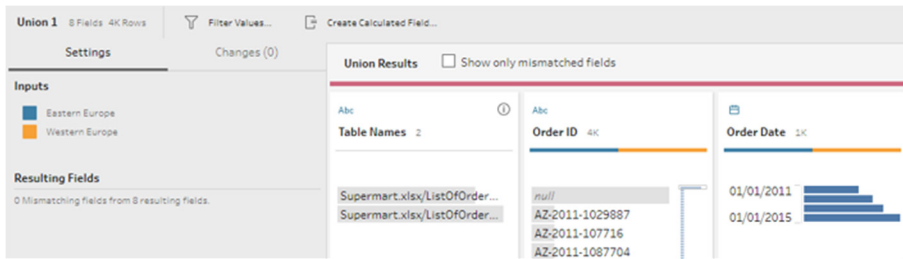 Union 1 8 Fields 4K Rows Filter Values... Create Calculated Field...
Settings Changes (0)
Union Results Show only mismatched fields
Inputs
Eastern Europe
Western Europe
Resulting Fields
0 Mismatching fields from 8 resulting fields.
Abc Abc
Table Names 2 Order ID 4K Order Date 1K
Supermart.xlsx/ListOfOrder... null 01/01/2011
Supermart.xlsx/ListOfOrder... AZ-2011-1029887
AZ-2011-107716 01/01/2015
AZ-2011-1087704